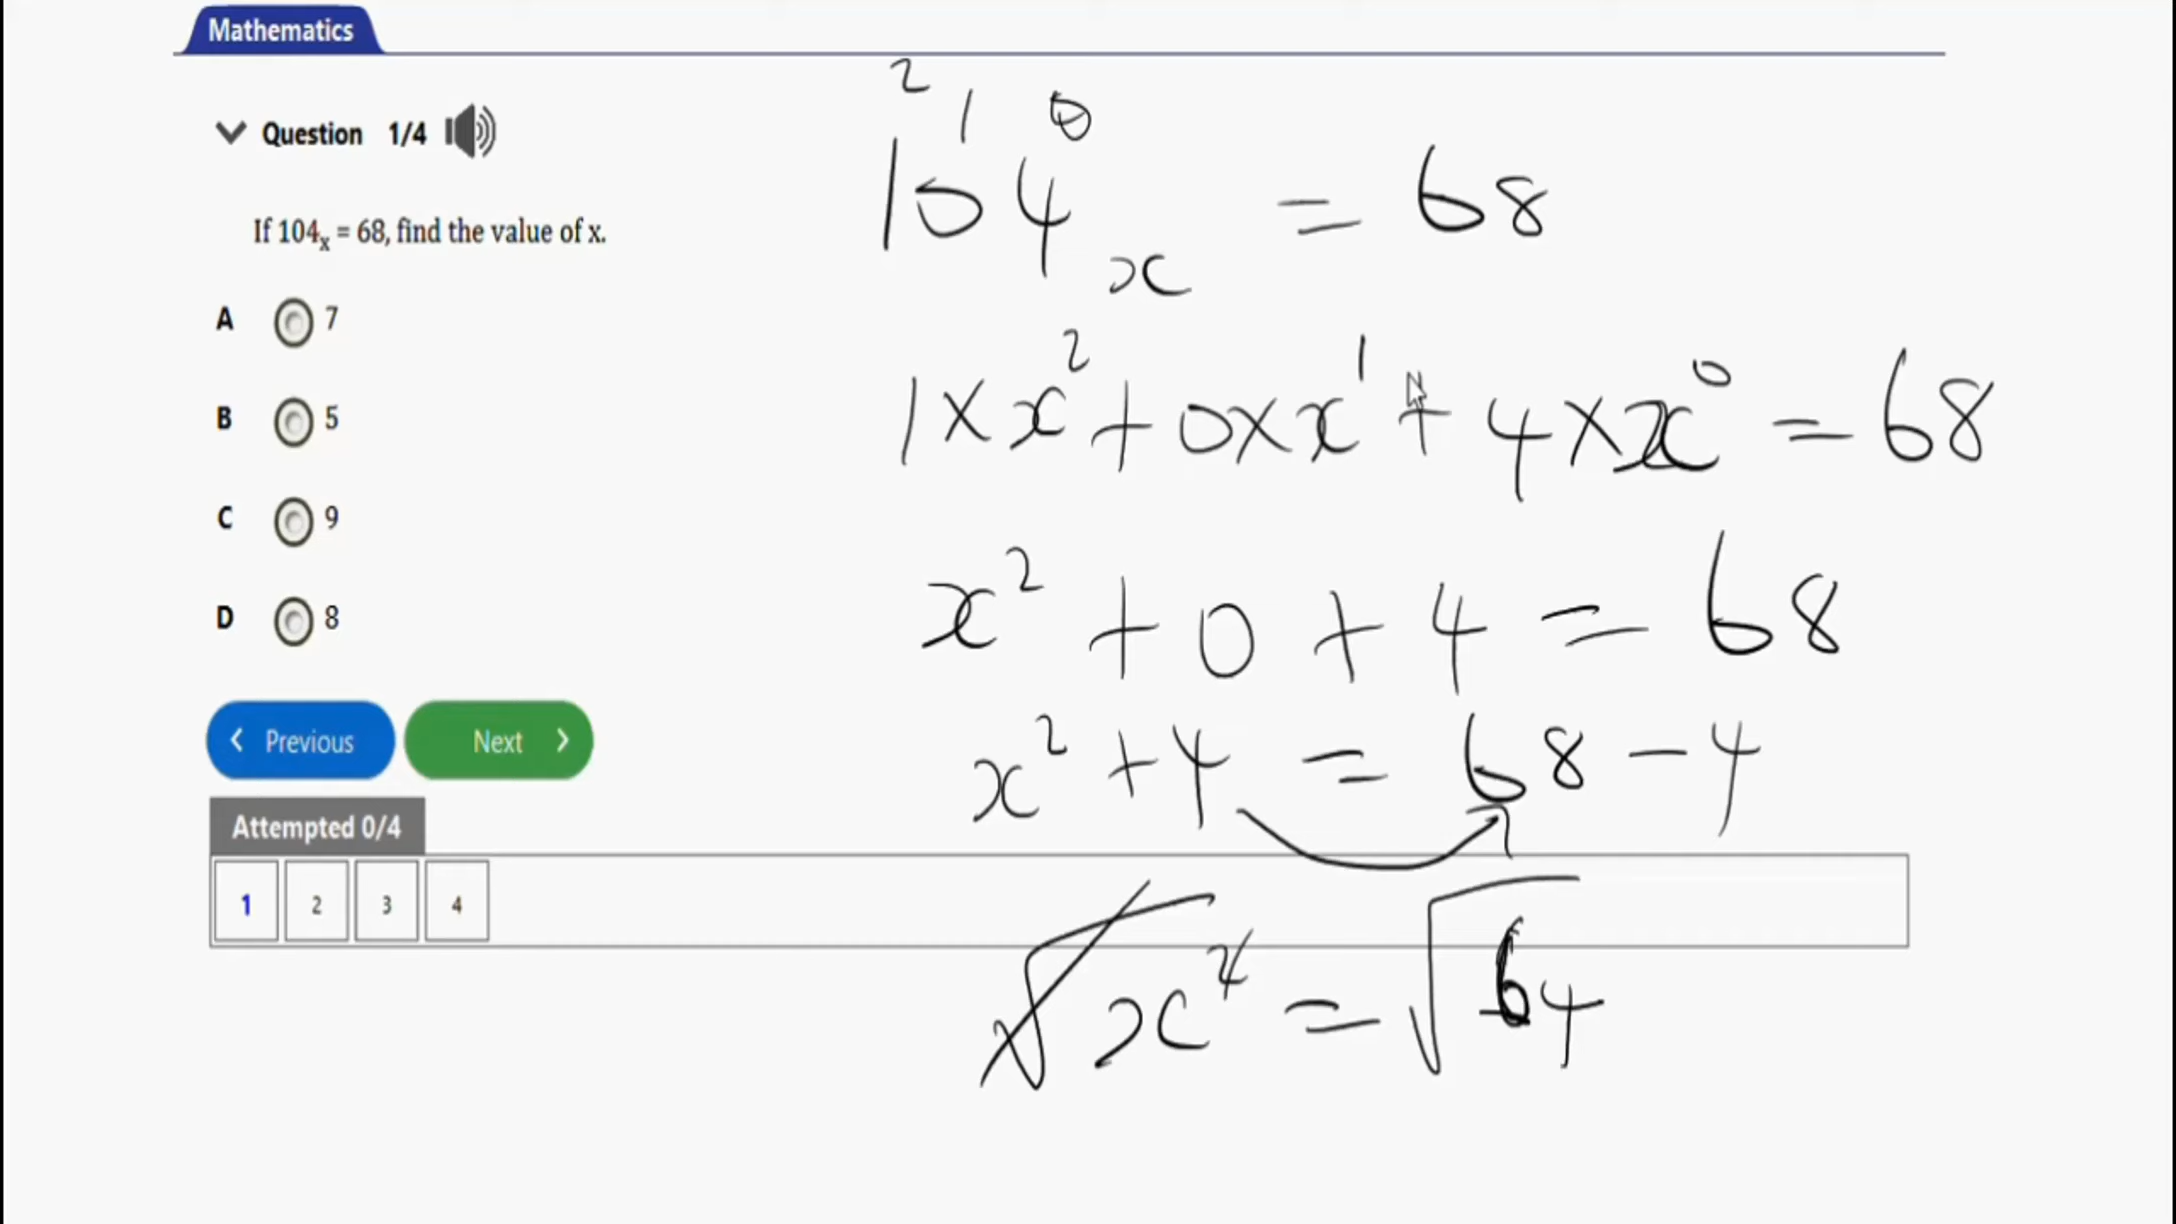 Mathematics
Question 1/4
If 104ₓ = 68, find the value of x.
A 7
B 5
C 9
D 8
Previous
Next
Attempted 0/4
1 2 3 4
2 1 0
104ₓ = 68
1 × x² + 0 × x¹ + 4 × x⁰ = 68
x² + 0 + 4 = 68
x² + 4 = 68 - 4
√x² = √64